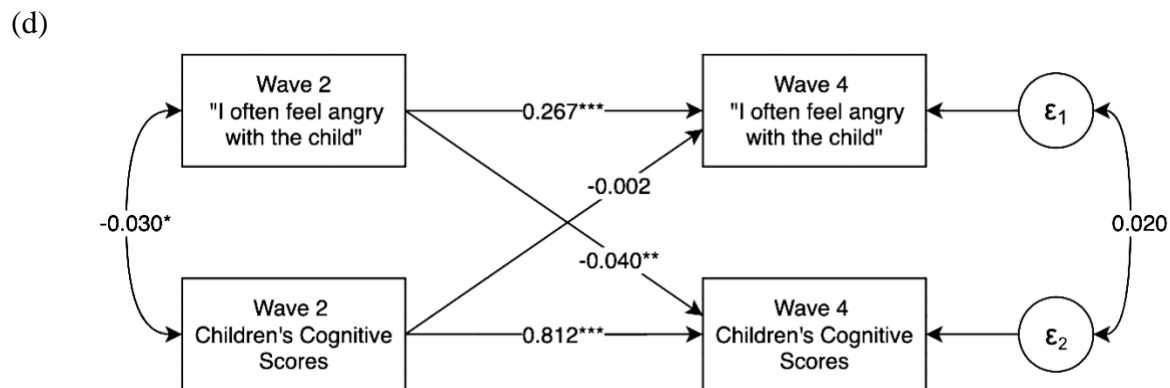 (d)
Wave 2
"I often feel angry
with the child"
0.267***
Wave 4
"I often feel angry
with the child"
ε1
-0.002
-0.030*
0.020
-0.040**
Wave 2
Children's Cognitive
Scores
0.812***
Wave 4
Children's Cognitive
Scores
ε2